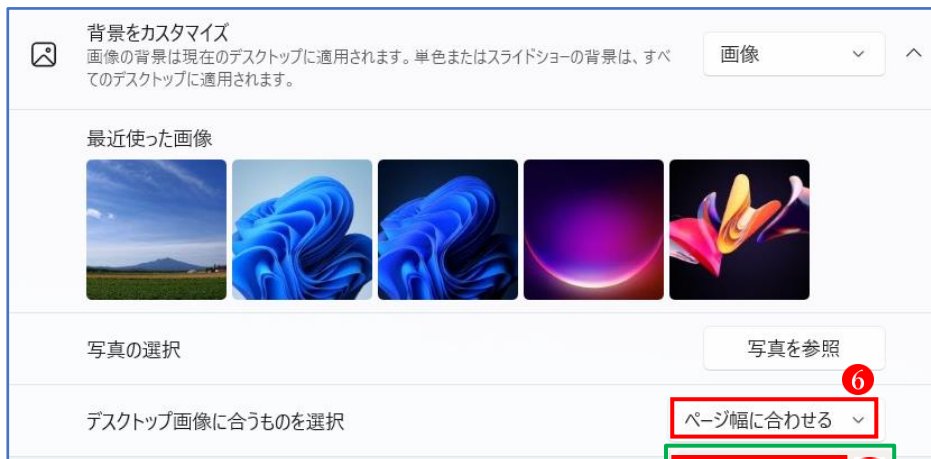 背景をカスタマイズ
画像の背景は現在のデスクトップに適用されます。単色またはスライドショーの背景は、すべ
てのデスクトップに適用されます。
画像
最近使った画像
写真の選択
写真を参照
6
デスクトップ画像に合うものを選択
ページ幅に合わせる